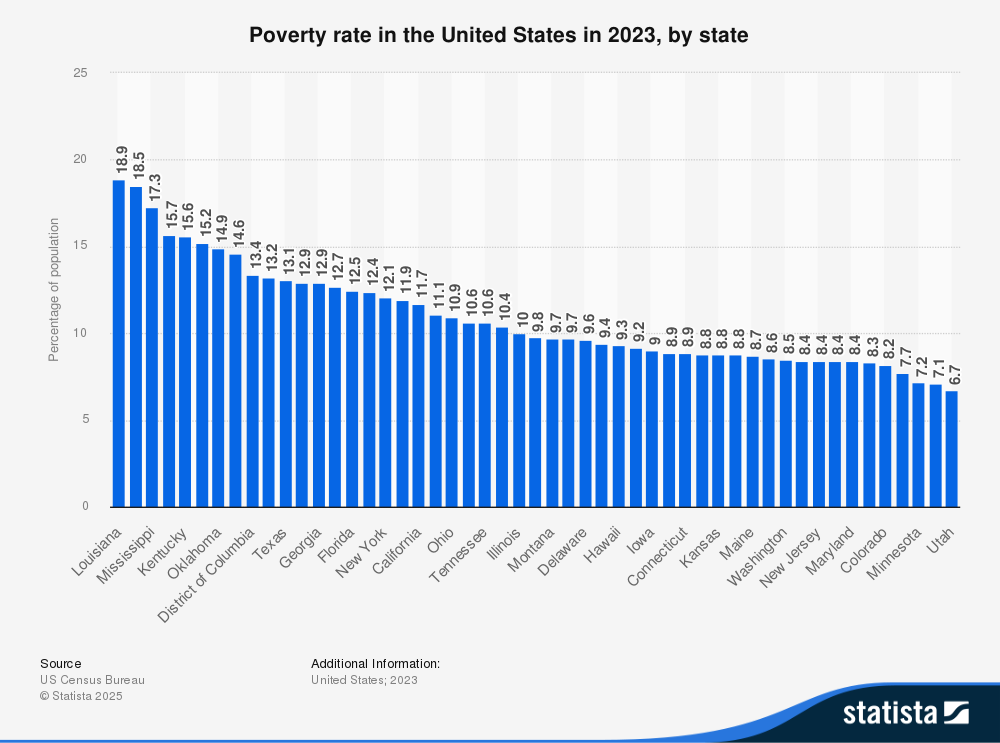 Poverty rate in the United States in 2023, by state
Percentage of population
25
20
15
10
5
0
18.9
18.5
17.3
15.7
15.6
15.2
14.9
14.6
13.4
13.2
13.1
12.9
12.9
12.7
12.5
12.4
12.1
11.9
11.7
11.1
10.9
10.6
10.6
10.4
10
9.8
9.7
9.7
9.6
9.4
9.3
9.2
9
8.9
8.9
8.8
8.8
8.8
8.7
8.6
8.5
8.4
8.4
8.4
8.4
8.3
8.2
7.7
7.2
7.1
6.7
Louisiana
Mississippi
Kentucky
Oklahoma
District of Columbia
Texas
Georgia
Florida
New York
California
Ohio
Tennessee
Illinois
Montana
Delaware
Hawaii
Iowa
Connecticut
Kansas
Maine
Washington
New Jersey
Maryland
Colorado
Minnesota
Utah
Source
US Census Bureau
© Statista 2025
Additional Information:
United States; 2023
statista